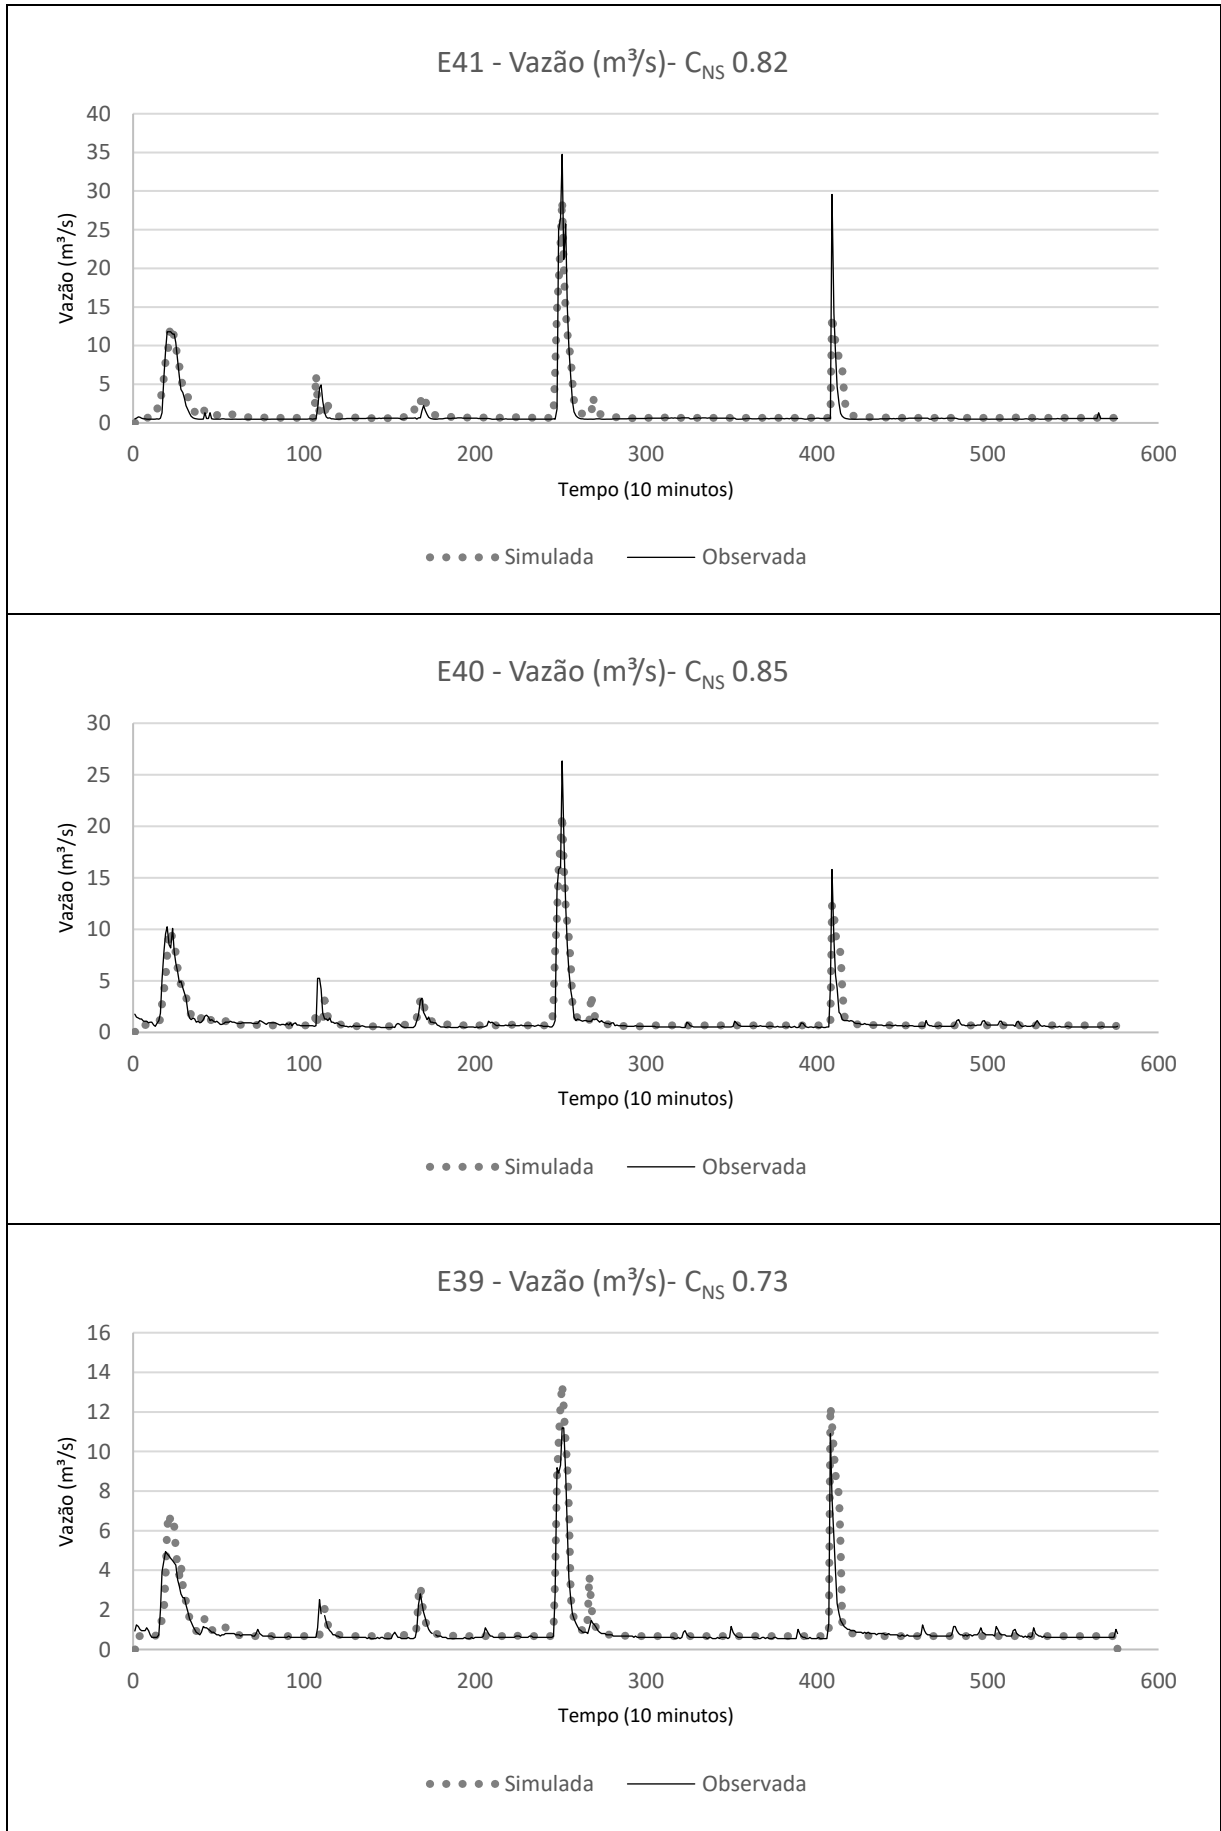 E41 - Vazão (m³/s)- C_NS 0.82
40
35
30
25
20
15
10
5
0
Vazão (m³/s)
0 100 200 300 400 500 600
Tempo (10 minutos)
Simulada Observada
E40 - Vazão (m³/s)- C_NS 0.85
30
25
20
15
10
5
0
Vazão (m³/s)
0 100 200 300 400 500 600
Tempo (10 minutos)
Simulada Observada
E39 - Vazão (m³/s)- C_NS 0.73
16
14
12
10
8
6
4
2
0
Vazão (m³/s)
0 100 200 300 400 500 600
Tempo (10 minutos)
Simulada Observada